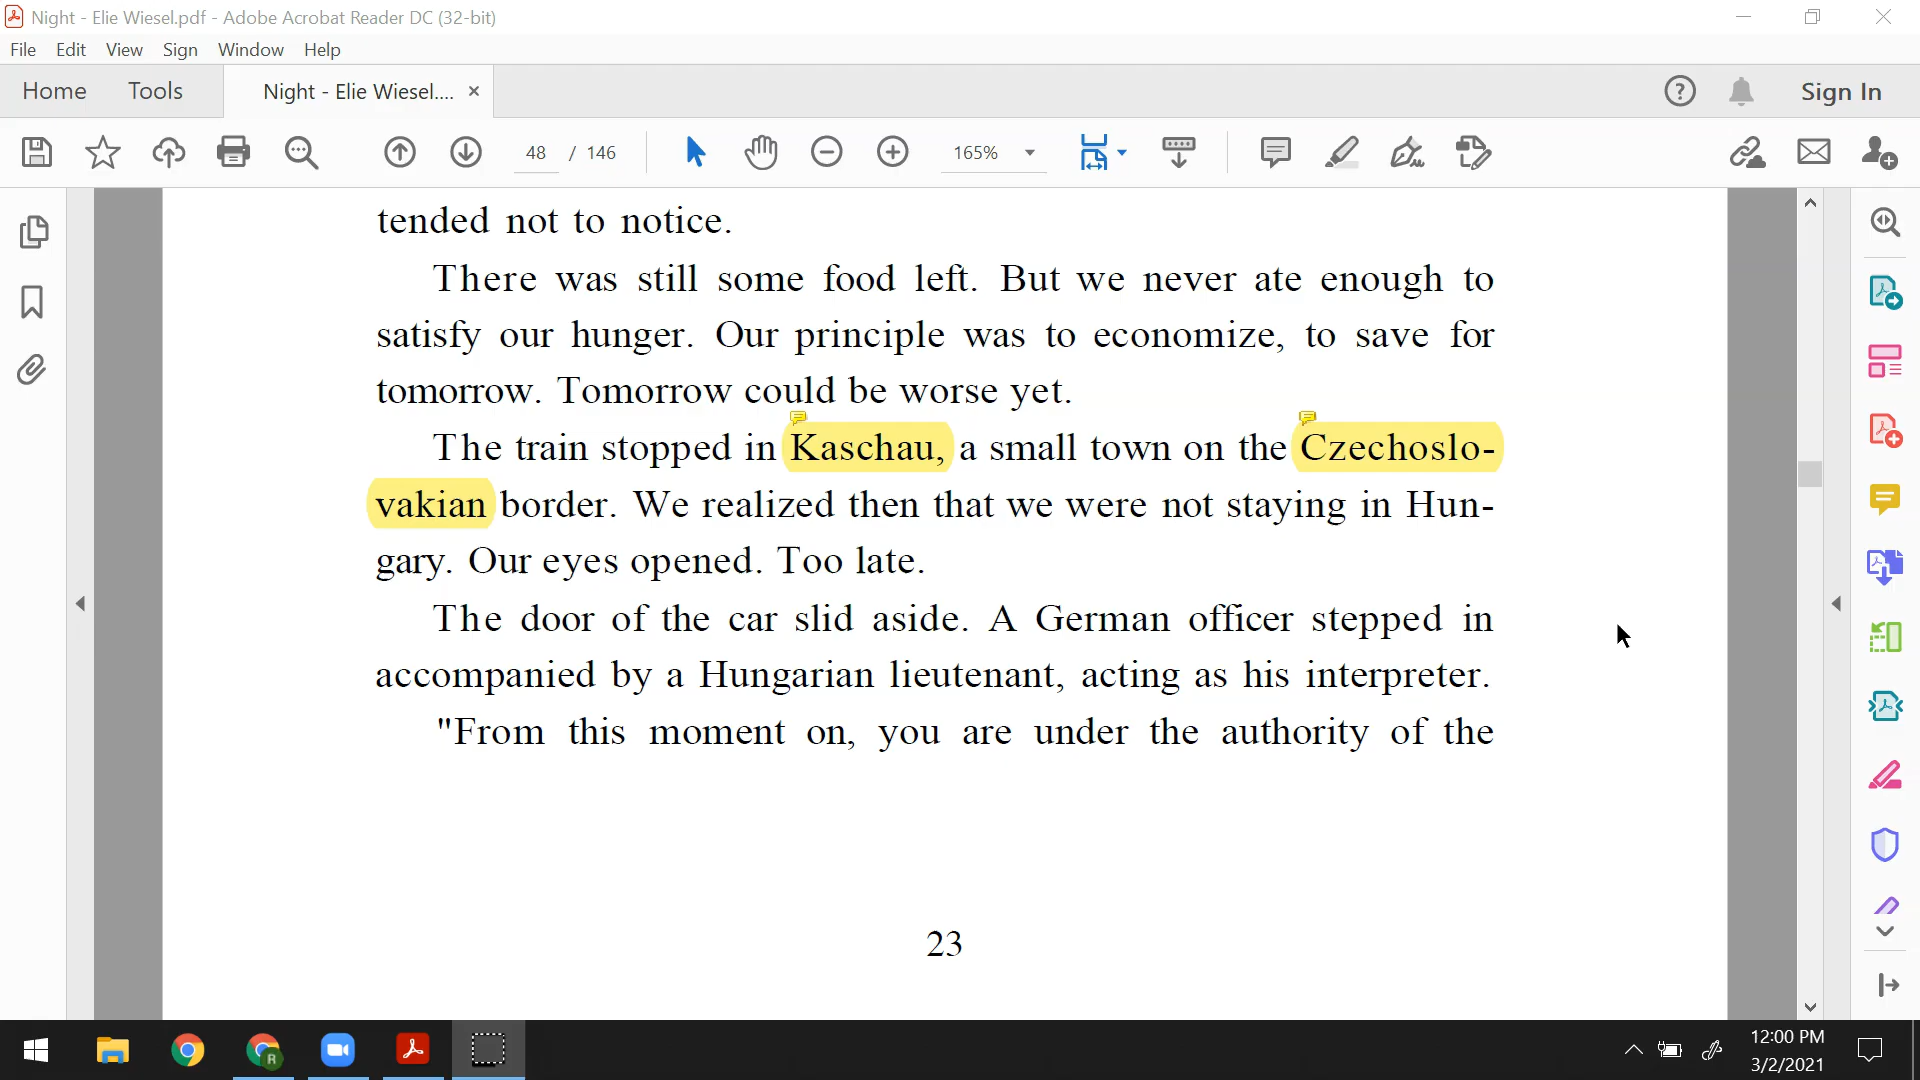 Night - Elie Wiesel.pdf - Adobe Acrobat Reader DC (32-bit)
File Edit View Sign Window Help
Home Tools Night - Elie Wiesel.... × Sign In
48 / 146 165%
tended not to notice.
There was still some food left. But we never ate enough to
satisfy our hunger. Our principle was to economize, to save for
tomorrow. Tomorrow could be worse yet.
The train stopped in Kaschau, a small town on the Czechoslo-
vakian border. We realized then that we were not staying in Hun-
gary. Our eyes opened. Too late.
The door of the car slid aside. A German officer stepped in
accompanied by a Hungarian lieutenant, acting as his interpreter.
"From this moment on, you are under the authority of the
23
R
12:00 PM
3/2/2021